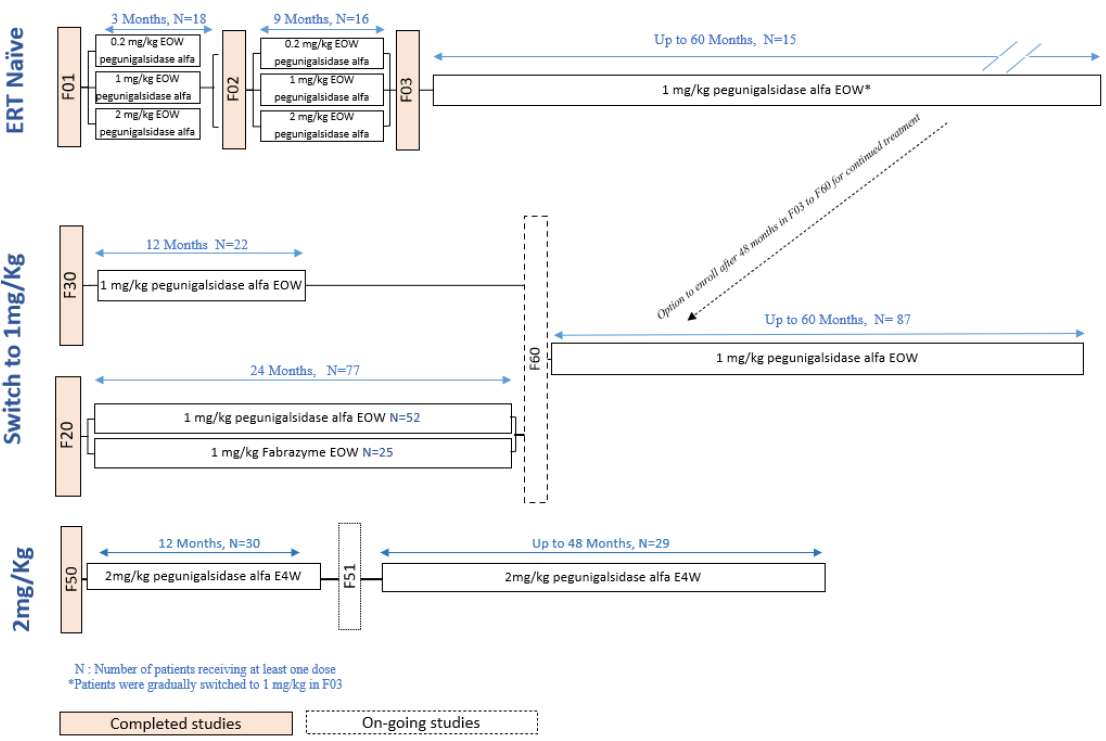 ERT Naïve
F01
3 Months, N=18
0.2 mg/kg EOW
pegunigalsidase alfa
1 mg/kg EOW
pegunigalsidase alfa
2 mg/kg EOW
pegunigalsidase alfa
F02
9 Months, N=16
0.2 mg/kg EOW
pegunigalsidase alfa
1 mg/kg EOW
pegunigalsidase alfa
2 mg/kg EOW
pegunigalsidase alfa
F03
Up to 60 Months, N=15
1 mg/kg pegunigalsidase alfa EOW*
Option to enroll after 48 months in F03 to F60 for continued treatment
Switch to 1mg/Kg
F30
12 Months N=22
1 mg/kg pegunigalsidase alfa EOW
F20
24 Months, N=77
1 mg/kg pegunigalsidase alfa EOW N=52
1 mg/kg Fabrazyme EOW N=25
F60
Up to 60 Months, N= 87
1 mg/kg pegunigalsidase alfa EOW
2mg/Kg
F50
12 Months, N=30
2mg/kg pegunigalsidase alfa E4W
F51
Up to 48 Months, N=29
2mg/kg pegunigalsidase alfa E4W
N : Number of patients receiving at least one dose
*Patients were gradually switched to 1 mg/kg in F03
Completed studies
On-going studies